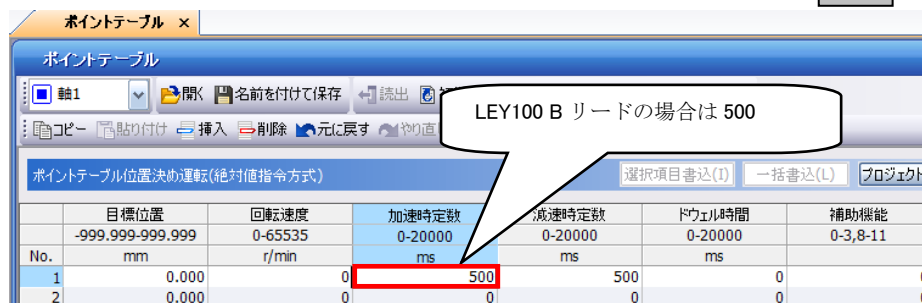 ポイントテーブル ×
ポイントテーブル
軸1 開く 名前を付けて保存 読出
LEY100 B リードの場合は 500
コピー 貼り付け 挿入 削除 元に戻す やり直
ポイントテーブル位置決め運転(絶対値指令方式) 選択項目書込(I) 一括書込(L) プロジェクト
目標位置 回転速度 加速時定数 減速時定数 ドウェル時間 補助機能
-999.999-999.999 0-65535 0-20000 0-20000 0-20000 0-3,8-11
No. mm r/min ms ms ms
1 0.000 0 500 500 0
2 0.000 0 0 0 0